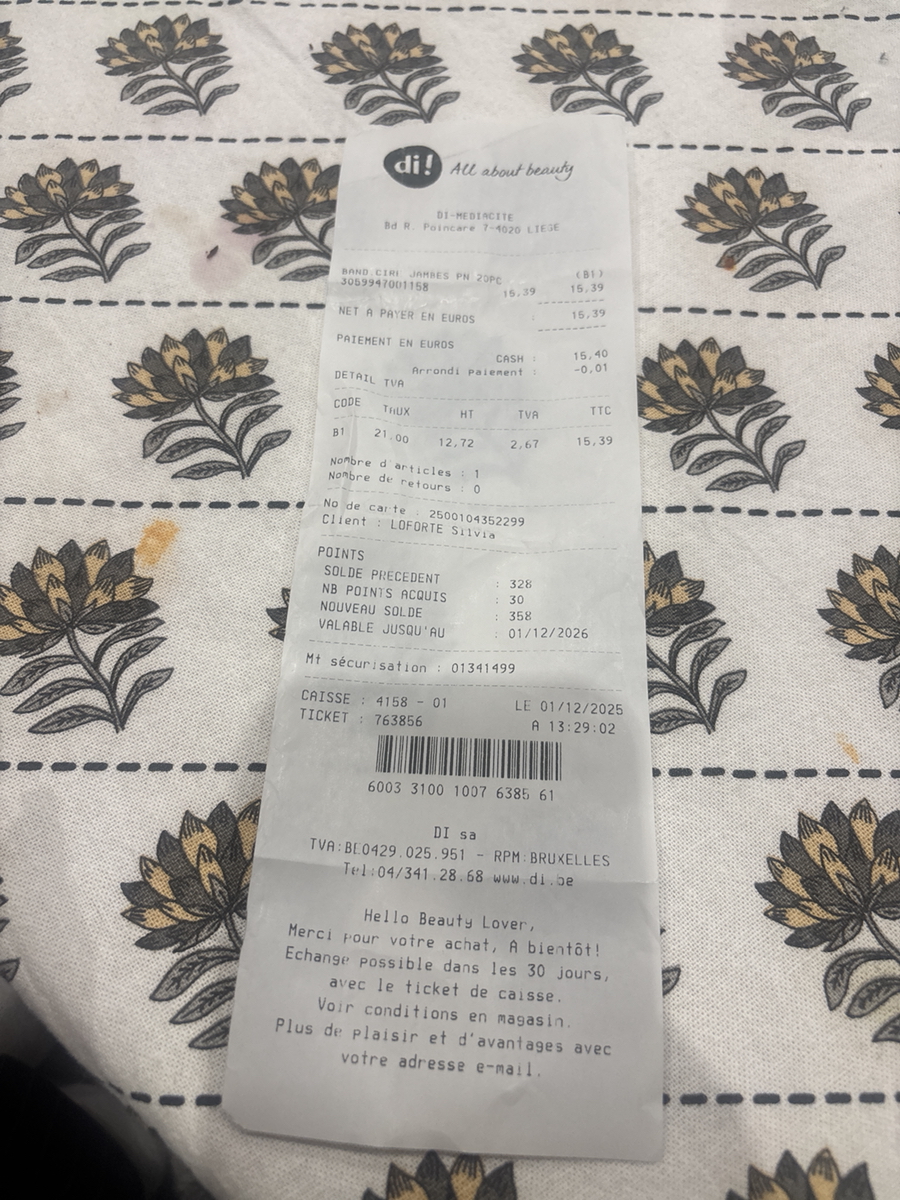 di! All about beauty
DI-MEDIACITE
Bd R. Poincare 7-4020 LIEGE
BAND.CIRE JAMBES PN 20PC (B1)
3059947001158 15,39 15,39
NET A PAYER EN EUROS : 15,39
PAIEMENT EN EUROS
CASH : 15,40
Arrondi paiement : -0,01
DETAIL TVA
CODE TAUX HT TVA TTC
B1 21.00 12,72 2,67 15,39
Nombre d'articles : 1
Nombre de retours : 0
No de carte : 2500104352299
Client : LOFORTE Silvia
POINTS
SOLDE PRECEDENT : 328
NB POINTS ACQUIS : 30
NOUVEAU SOLDE : 358
VALABLE JUSQU'AU : 01/12/2026
Mt sécurisation : 01341499
CAISSE : 4158 - 01 LE 01/12/2025
TICKET : 763856 A 13:29:02
6003 3100 1007 6385 61
DI sa
TVA:BE0429.025.951 - RPM:BRUXELLES
Tel:04/341.28.68 www.di.be
Hello Beauty Lover,
Merci pour votre achat, A bientôt!
Echange possible dans les 30 jours,
avec le ticket de caisse.
Voir conditions en magasin.
Plus de plaisir et d'avantages avec
votre adresse e-mail.